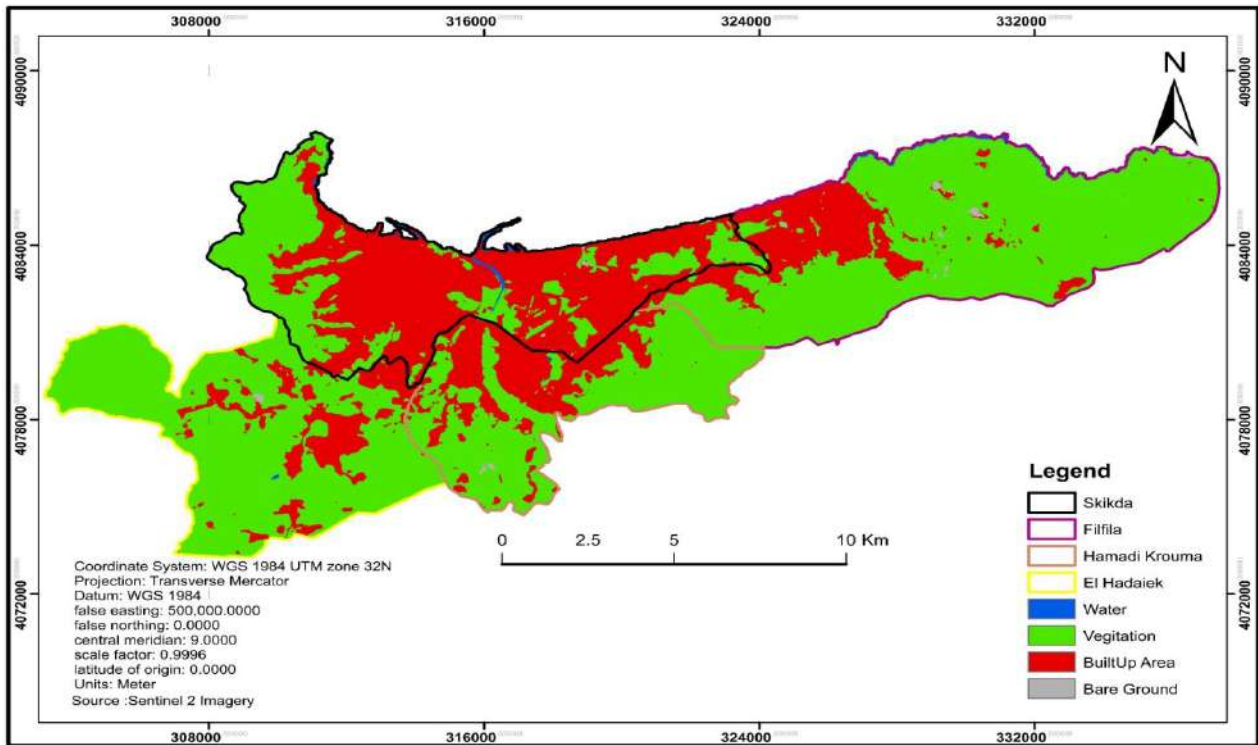 308000 316000 324000 332000
4090000 4090000
N
4084000 4084000
4078000 4078000
Legend
Skikda
Filfila
Hamadi Krouma
El Hadaiek
Water
Vegitation
BuiltUp Area
Bare Ground
0 2.5 5 10 Km
Coordinate System: WGS 1984 UTM zone 32N
Projection: Transverse Mercator
Datum: WGS 1984
false easting: 500,000.0000
false northing: 0.0000
central meridian: 9.0000
scale factor: 0.9996
latitude of origin: 0.0000
Units: Meter
Source :Sentinel 2 Imagery
4072000 4072000
308000 316000 324000 332000